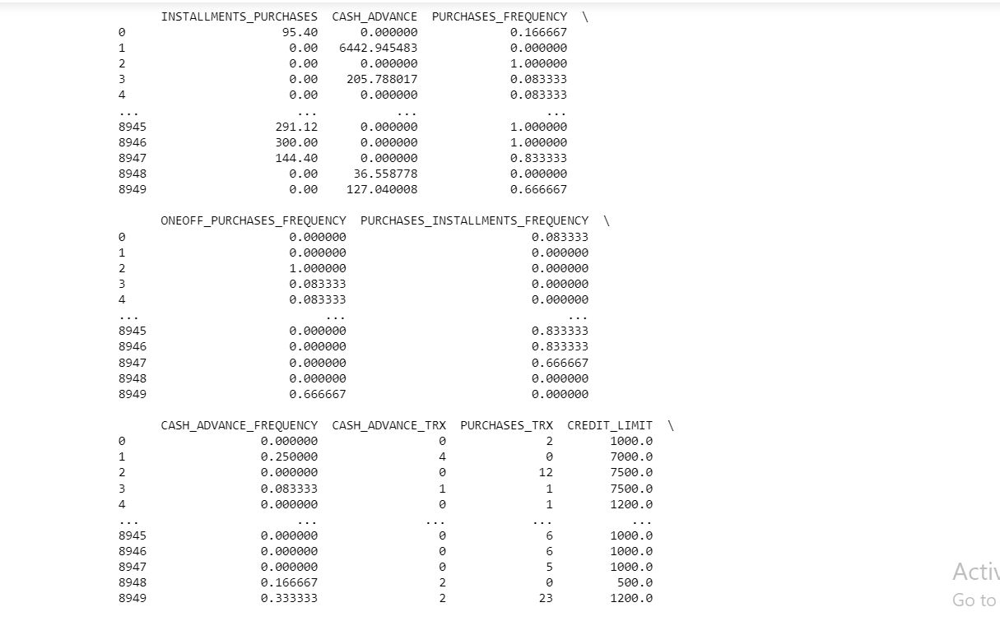 INSTALLMENTS_PURCHASES CASH_ADVANCE PURCHASES_FREQUENCY \
0 95.40 0.000000 0.166667
1 0.00 6442.945483 0.000000
2 0.00 0.000000 1.000000
3 0.00 205.788017 0.083333
4 0.00 0.000000 0.083333
... ... ... ...
8945 291.12 0.000000 1.000000
8946 300.00 0.000000 1.000000
8947 144.40 0.000000 0.833333
8948 0.00 36.558778 0.000000
8949 0.00 127.040008 0.666667
ONEOFF_PURCHASES_FREQUENCY PURCHASES_INSTALLMENTS_FREQUENCY \
0 0.000000 0.083333
1 0.000000 0.000000
2 1.000000 0.000000
3 0.083333 0.000000
4 0.083333 0.000000
... ... ...
8945 0.000000 0.833333
8946 0.000000 0.833333
8947 0.000000 0.666667
8948 0.000000 0.000000
8949 0.666667 0.000000
CASH_ADVANCE_FREQUENCY CASH_ADVANCE_TRX PURCHASES_TRX CREDIT_LIMIT \
0 0.000000 0 2 1000.0
1 0.250000 4 0 7000.0
2 0.000000 0 12 7500.0
3 0.083333 1 1 7500.0
4 0.000000 0 1 1200.0
... ... ... ... ...
8945 0.000000 0 6 1000.0
8946 0.000000 0 6 1000.0
8947 0.000000 0 5 1000.0
8948 0.166667 2 0 500.0
8949 0.333333 2 23 1200.0
Activ
Go to